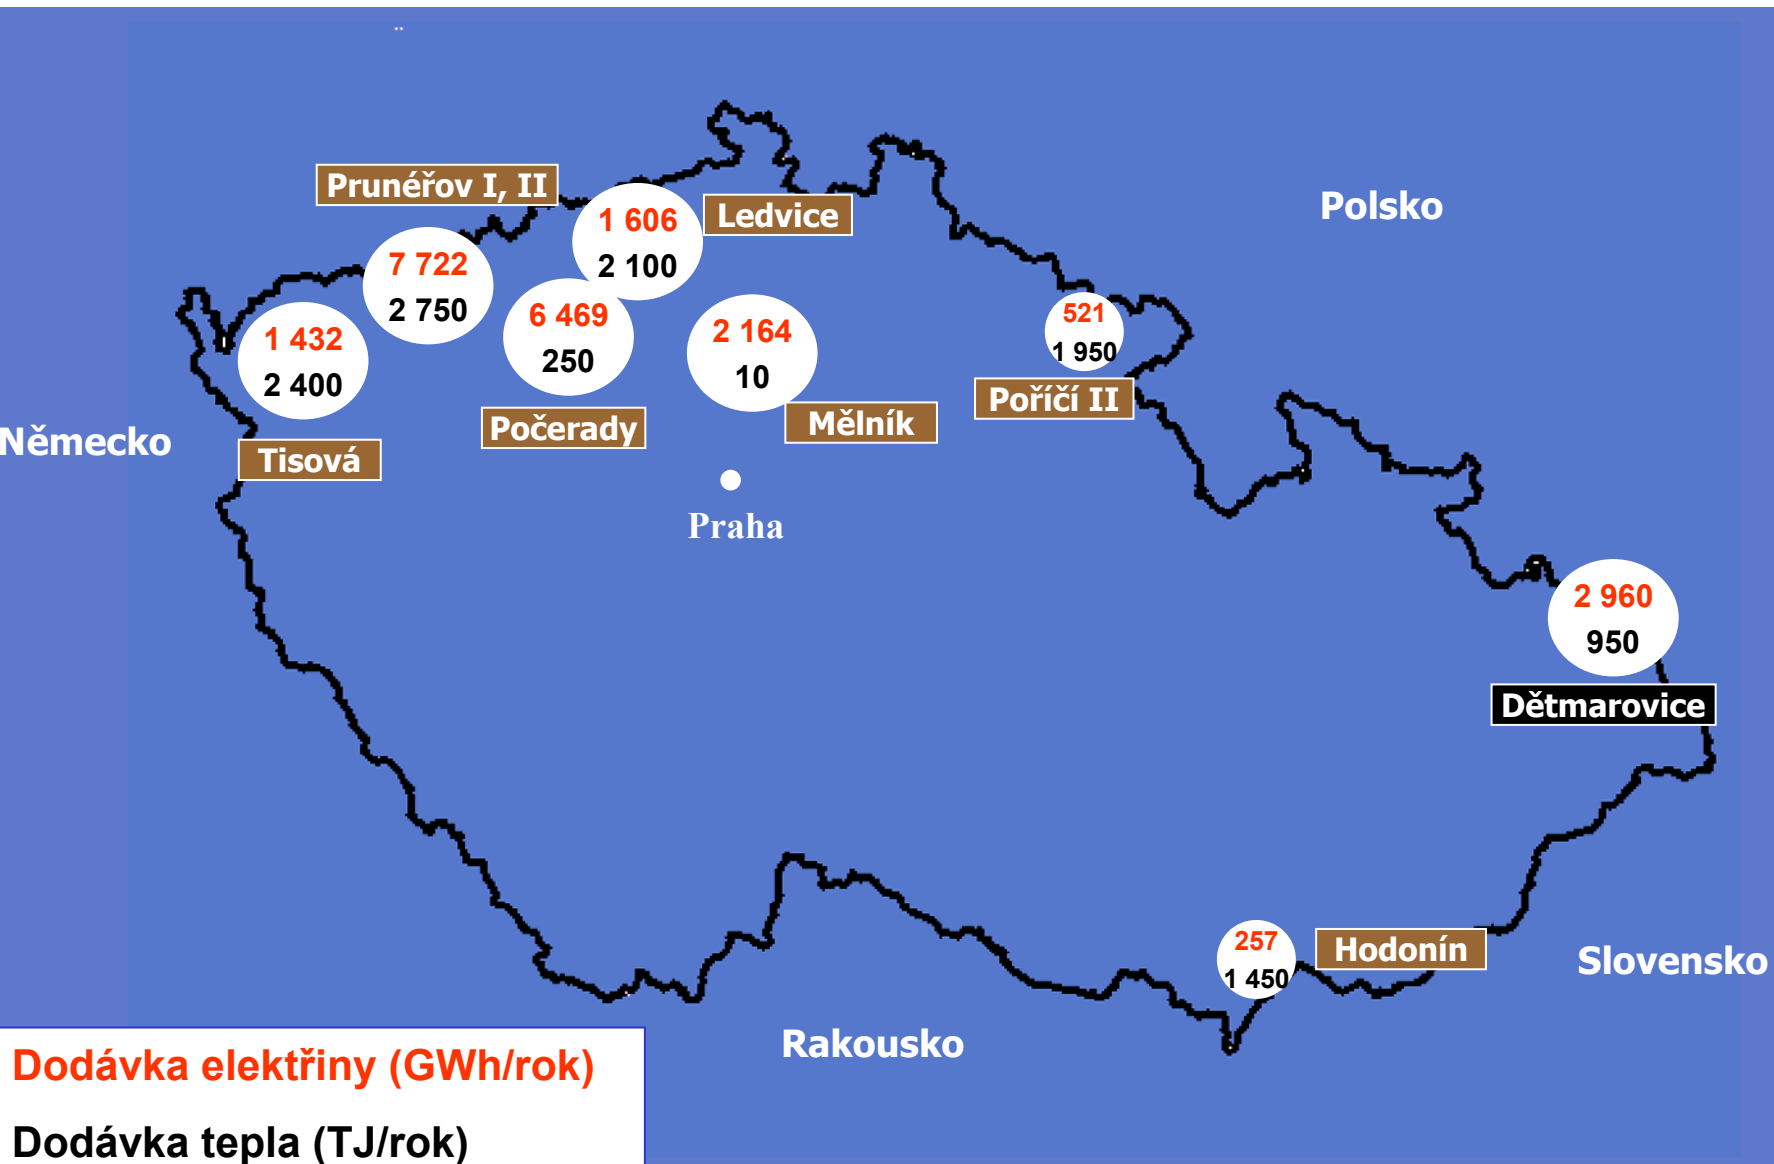 Polsko
Prunéřov I, II
7 722
2 750
1 606
2 100
Ledvice
1 432
2 400
Tisová
6 469
250
Počerady
2 164
10
Mělník
521
1 950
Poříčí II
Německo
Praha
2 960
950
Dětmarovice
257
1 450
Hodonín
Slovensko
Rakousko
Dodávka elektřiny (GWh/rok)
Dodávka tepla (TJ/rok)